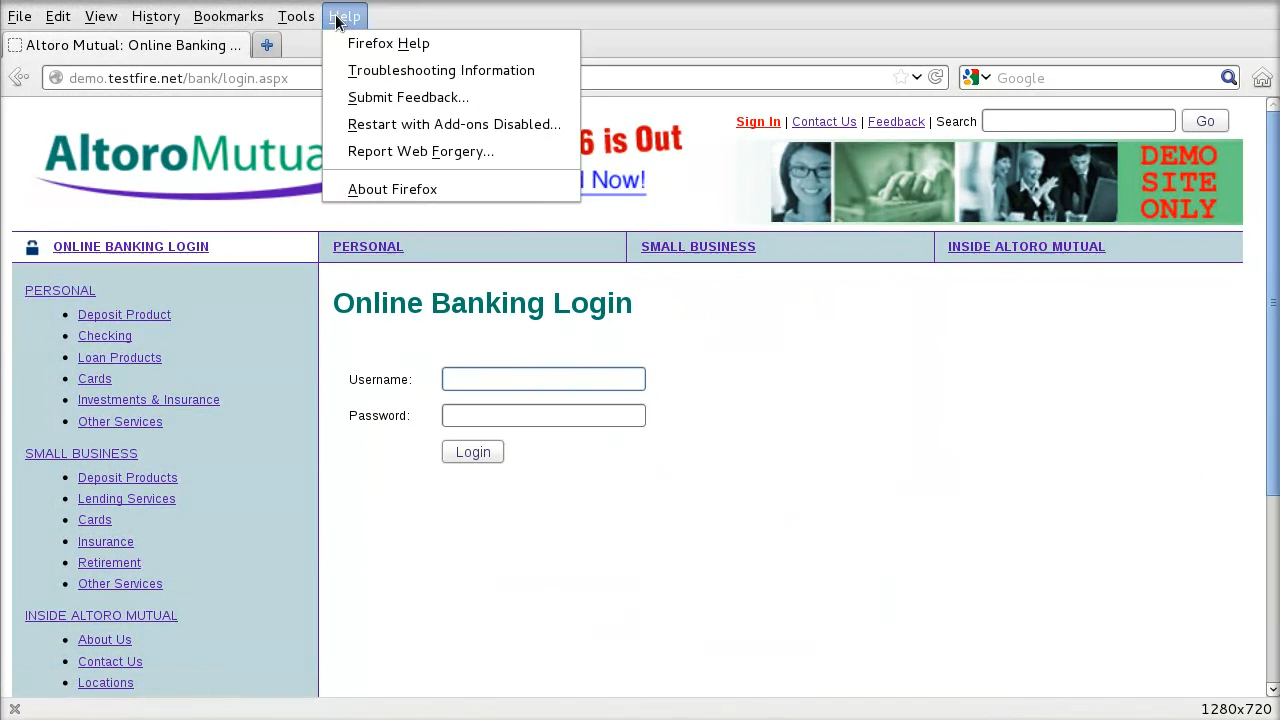 File Edit View History Bookmarks Tools Help
Altoro Mutual: Online Banking ...
demo.testfire.net/bank/login.aspx
Google
Firefox Help
Troubleshooting Information
Submit Feedback...
Restart with Add-ons Disabled...
Report Web Forgery...
About Firefox
Sign In | Contact Us | Feedback | Search
Go
AltoroMutua
6 is Out
Now!
DEMO
SITE
ONLY
ONLINE BANKING LOGIN
PERSONAL
SMALL BUSINESS
INSIDE ALTORO MUTUAL
PERSONAL
Deposit Product
Checking
Loan Products
Cards
Investments & Insurance
Other Services
SMALL BUSINESS
Deposit Products
Lending Services
Cards
Insurance
Retirement
Other Services
INSIDE ALTORO MUTUAL
About Us
Contact Us
Locations
Online Banking Login
Username:
Password:
Login
1280x720